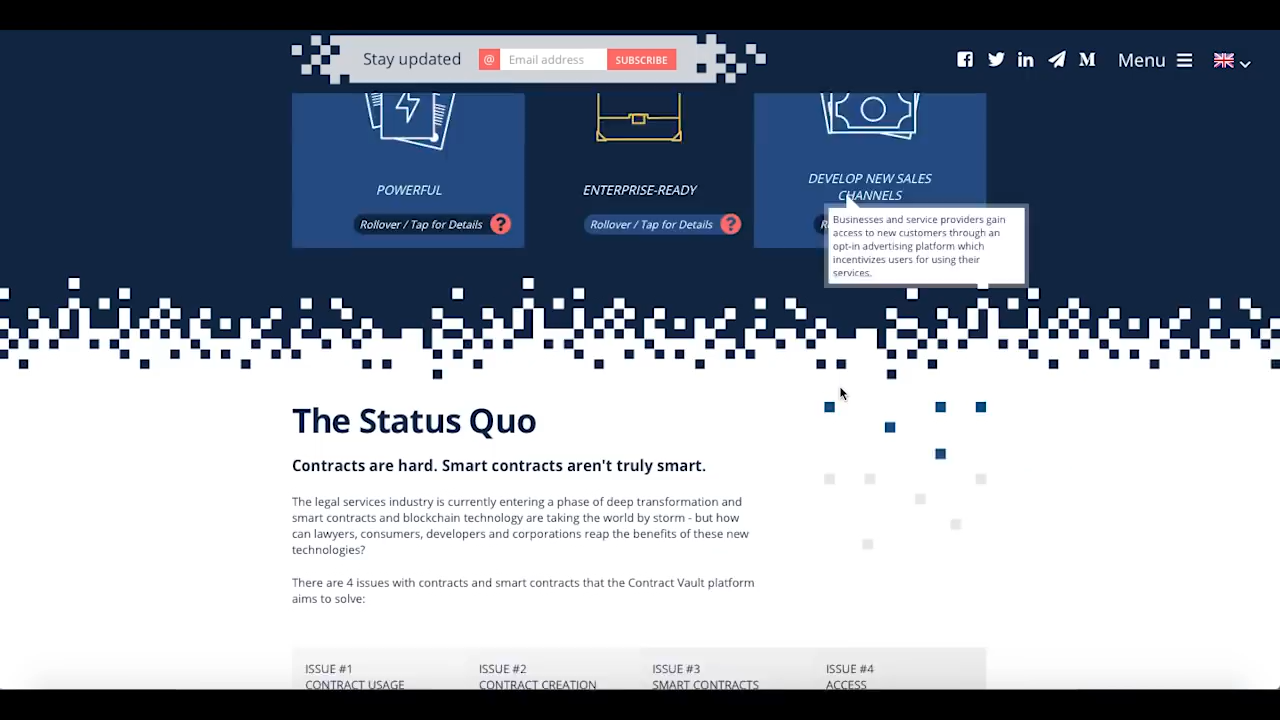 Stay updated
@ Email address SUBSCRIBE
M
Menu
POWERFUL
ENTERPRISE-READY
DEVELOP NEW SALES
CHANNELS
Rollover / Tap for Details ?
Rollover / Tap for Details ?
Businesses and service providers gain
access to new customers through an
opt-in advertising platform which
incentivizes users for using their
services.
The Status Quo
Contracts are hard. Smart contracts aren't truly smart.
The legal services industry is currently entering a phase of deep transformation and
smart contracts and blockchain technology are taking the world by storm - but how
can lawyers, consumers, developers and corporations reap the benefits of these new
technologies?
There are 4 issues with contracts and smart contracts that the Contract Vault platform
aims to solve:
ISSUE #1
CONTRACT USAGE
ISSUE #2
CONTRACT CREATION
ISSUE #3
SMART CONTRACTS
ISSUE #4
ACCESS